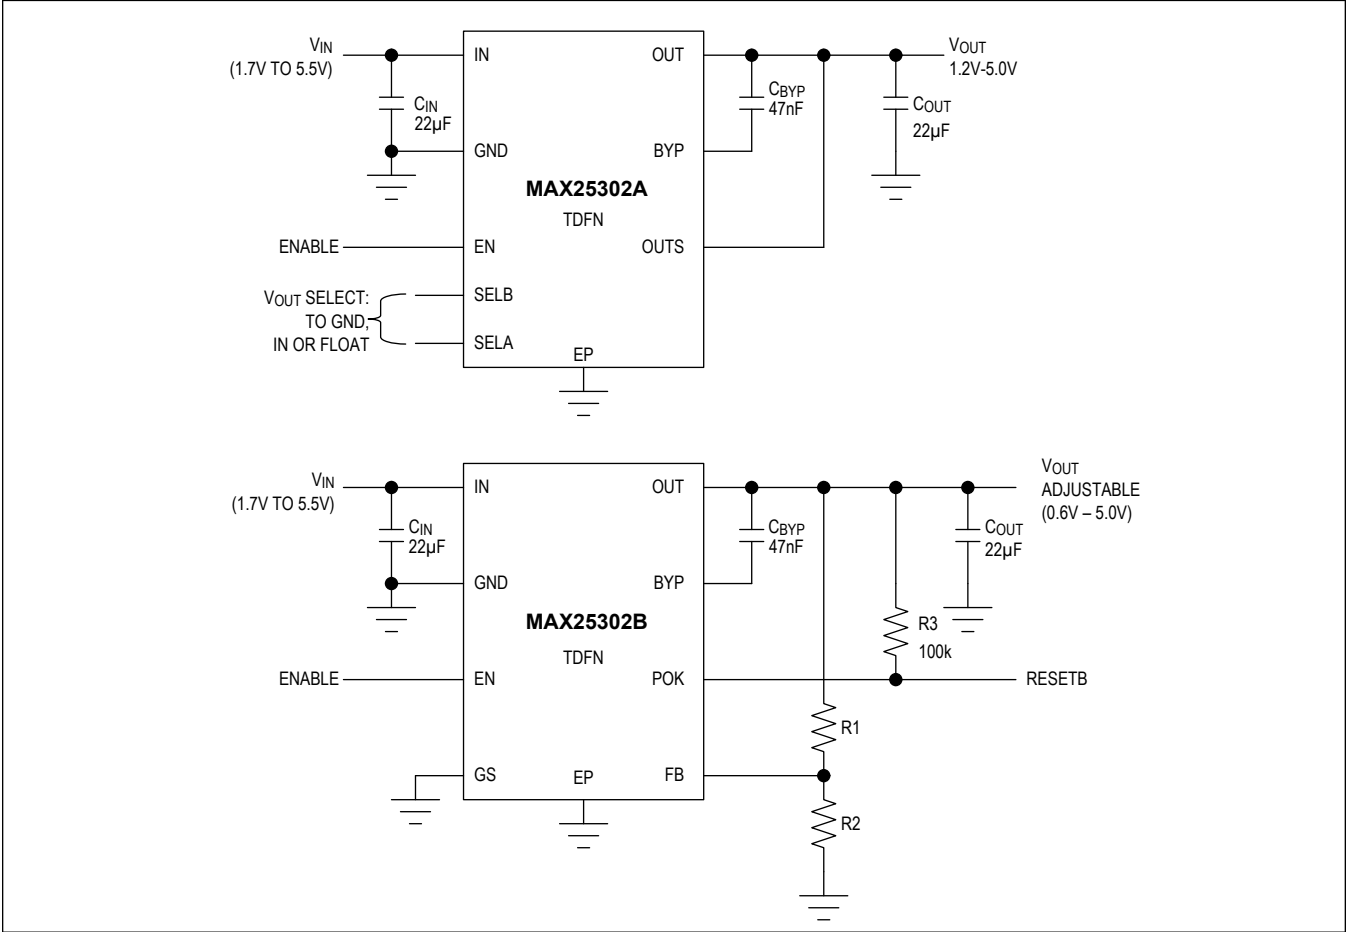 VIN
(1.7V TO 5.5V)
IN
OUT
VOUT
1.2V-5.0V
CIN
22µF
CBYP
47nF
COUT
22µF
GND
BYP
MAX25302A
TDFN
ENABLE
EN
OUTS
VOUT SELECT:
TO GND,
IN OR FLOAT
SELB
SELA
EP
VIN
(1.7V TO 5.5V)
IN
OUT
VOUT
ADJUSTABLE
(0.6V – 5.0V)
CIN
22µF
CBYP
47nF
COUT
22µF
GND
BYP
MAX25302B
TDFN
R3
100k
ENABLE
EN
POK
RESETB
R1
GS
EP
FB
R2